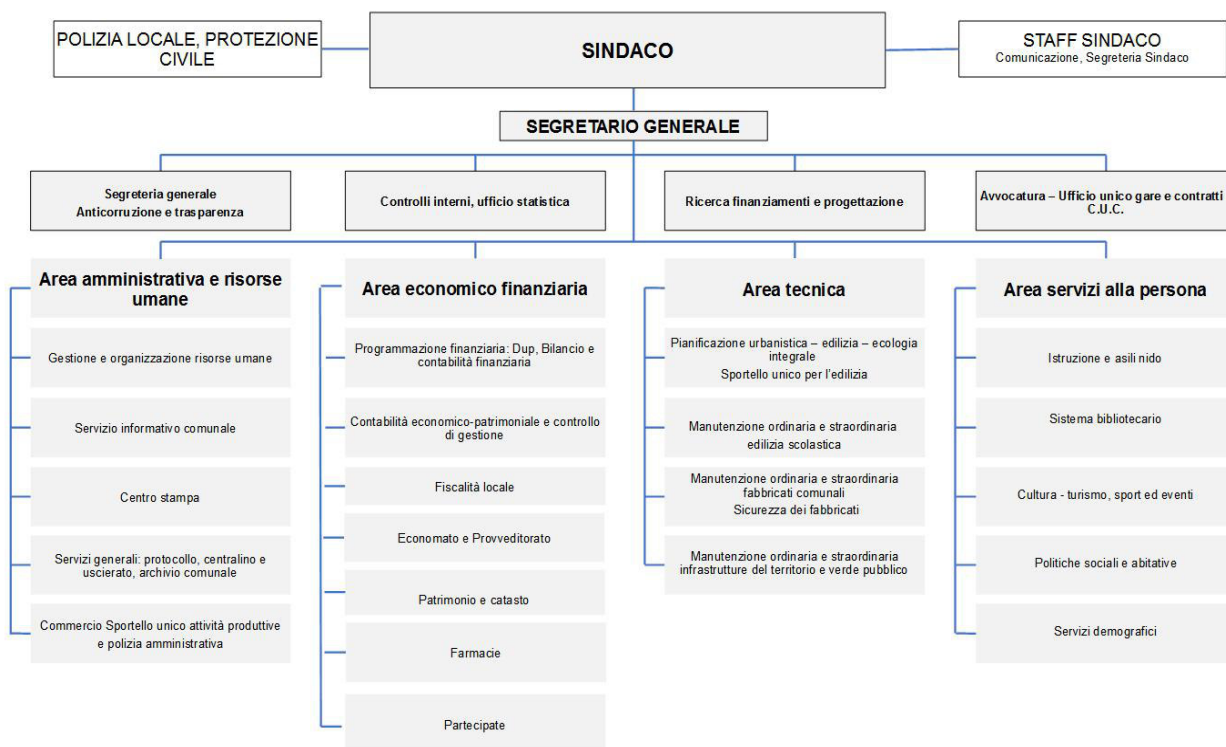 POLIZIA LOCALE, PROTEZIONE
CIVILE
SINDACO
STAFF SINDACO
Comunicazione, Segreteria Sindaco
SEGRETARIO GENERALE
Segreteria generale
Anticorruzione e trasparenza
Controlli interni, ufficio statistica
Ricerca finanziamenti e progettazione
Avvocatura – Ufficio unico gare e contratti
C.U.C.
Area amministrativa e risorse
umane
Gestione e organizzazione risorse umane
Servizio informativo comunale
Centro stampa
Servizi generali: protocollo, centralino e
uscierato, archivio comunale
Commercio Sportello unico attività produttive
e polizia amministrativa
Area economico finanziaria
Programmazione finanziaria: Dup, Bilancio e
contabilità finanziaria
Contabilità economico-patrimoniale e controllo
di gestione
Fiscalità locale
Economato e Provveditorato
Patrimonio e catasto
Farmacie
Partecipate
Area tecnica
Pianificazione urbanistica – edilizia – ecologia
integrale
Sportello unico per l'edilizia
Manutenzione ordinaria e straordinaria
edilizia scolastica
Manutenzione ordinaria e straordinaria
fabbricati comunali
Sicurezza dei fabbricati
Manutenzione ordinaria e straordinaria
infrastrutture del territorio e verde pubblico
Area servizi alla persona
Istruzione e asili nido
Sistema bibliotecario
Cultura - turismo, sport ed eventi
Politiche sociali e abitative
Servizi demografici